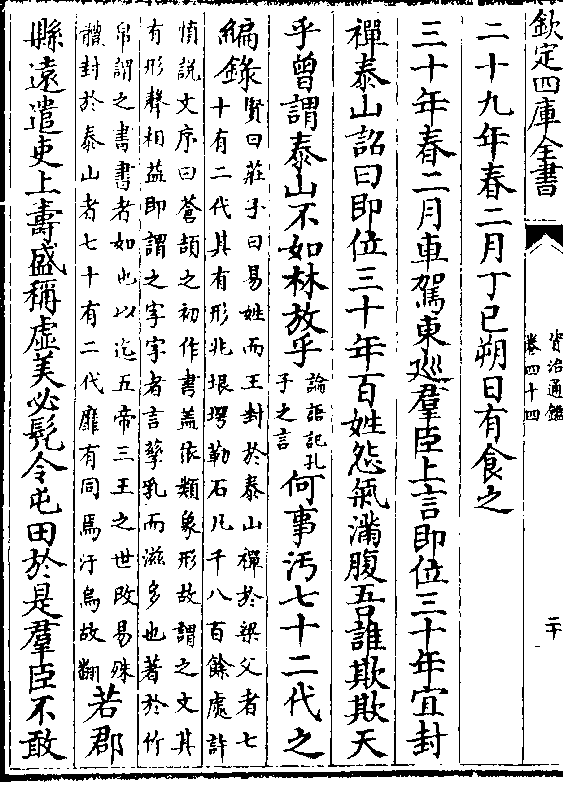 欽定四庫全書
資治通鑑
卷四十四
二十
二十九年春二月丁巳朔日有食之
三十年春二月車駕東巡羣臣上言即位三十年宜封
禪泰山詔曰即位三十年百姓怨氣滿腹吾誰欺欺天
乎曾謂泰山不如林放乎
論語記孔
子之言
何事汚七十二代之
編錄
賢曰莊子曰易姓而王封於泰山禪於梁父者七
十有二代其有形兆垠堮勒石凡千八百餘處許
慎説文序曰蒼頡之初作書盖依類象形故謂之文其
有形聲相益即謂之字字者言孳乳而滋多也著於竹
帛謂之書書者如也以迄五帝三王之世改易殊
體封於泰山者七十有二代靡有同焉汙烏故翻
若郡
縣遠遣吏上壽盛稱虚美必髠令屯田於是羣臣不敢